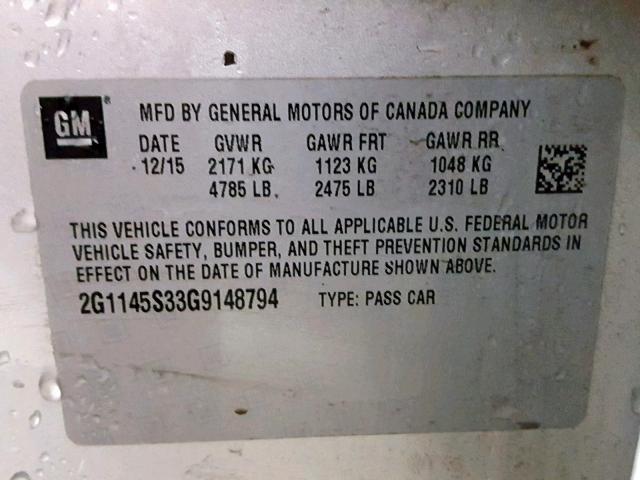 GM ®
MFD BY GENERAL MOTORS OF CANADA COMPANY
DATE GVWR GAWR FRT GAWR RR
12/15 2171 KG 1123 KG 1048 KG
4785 LB 2475 LB 2310 LB
THIS VEHICLE CONFORMS TO ALL APPLICABLE U.S. FEDERAL MOTOR
VEHICLE SAFETY, BUMPER, AND THEFT PREVENTION STANDARDS IN
EFFECT ON THE DATE OF MANUFACTURE SHOWN ABOVE.
2G1145S33G9148794 TYPE: PASS CAR